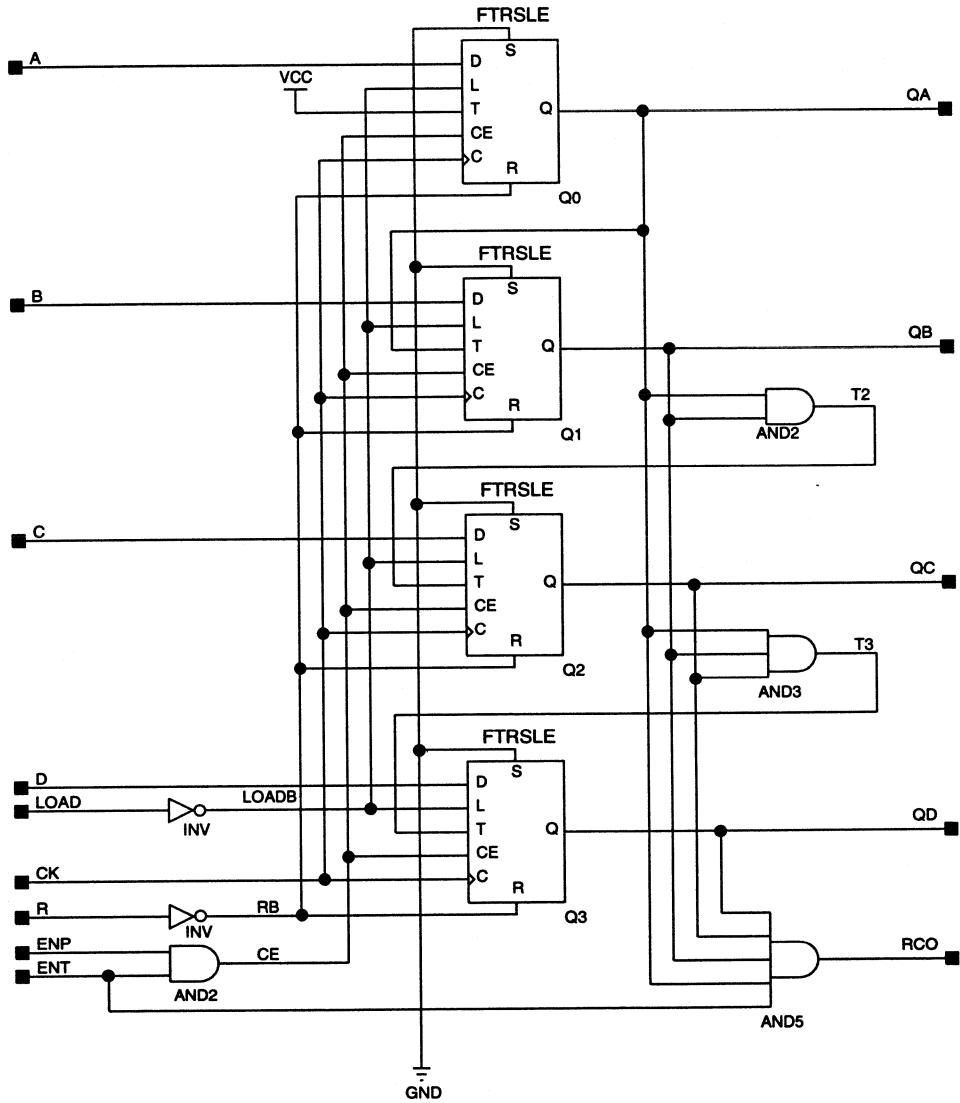 FTRSLE
S
A
D
VCC
L
QA
T
Q
CE
C
R
Q0
FTRSLE
S
B
D
L
QB
T
Q
CE
C
T2
R
Q1
AND2
FTRSLE
S
C
D
L
QC
T
Q
CE
C
T3
R
Q2
AND3
FTRSLE
S
D
D
LOAD
LOADB
L
INV
QD
T
Q
CE
CK
C
R
RB
R
Q3
INV
ENP
CE
RCO
ENT
AND2
AND5
GND